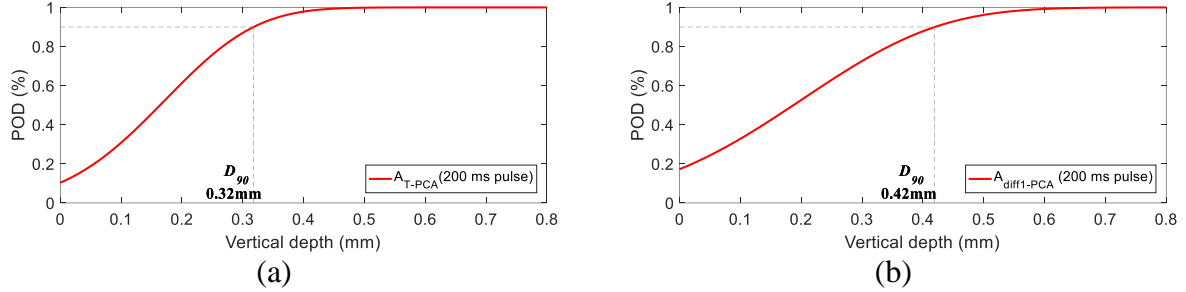 1
0.8
0.6
0.4
0.2
0
POD (%)
D90
0.32mm
A_T-PCA (200 ms pulse)
0 0.1 0.2 0.3 0.4 0.5 0.6 0.7 0.8
Vertical depth (mm)
(a)
1
0.8
0.6
0.4
0.2
0
POD (%)
D90
0.42mm
A_diff1-PCA (200 ms pulse)
0 0.1 0.2 0.3 0.4 0.5 0.6 0.7 0.8
Vertical depth (mm)
(b)